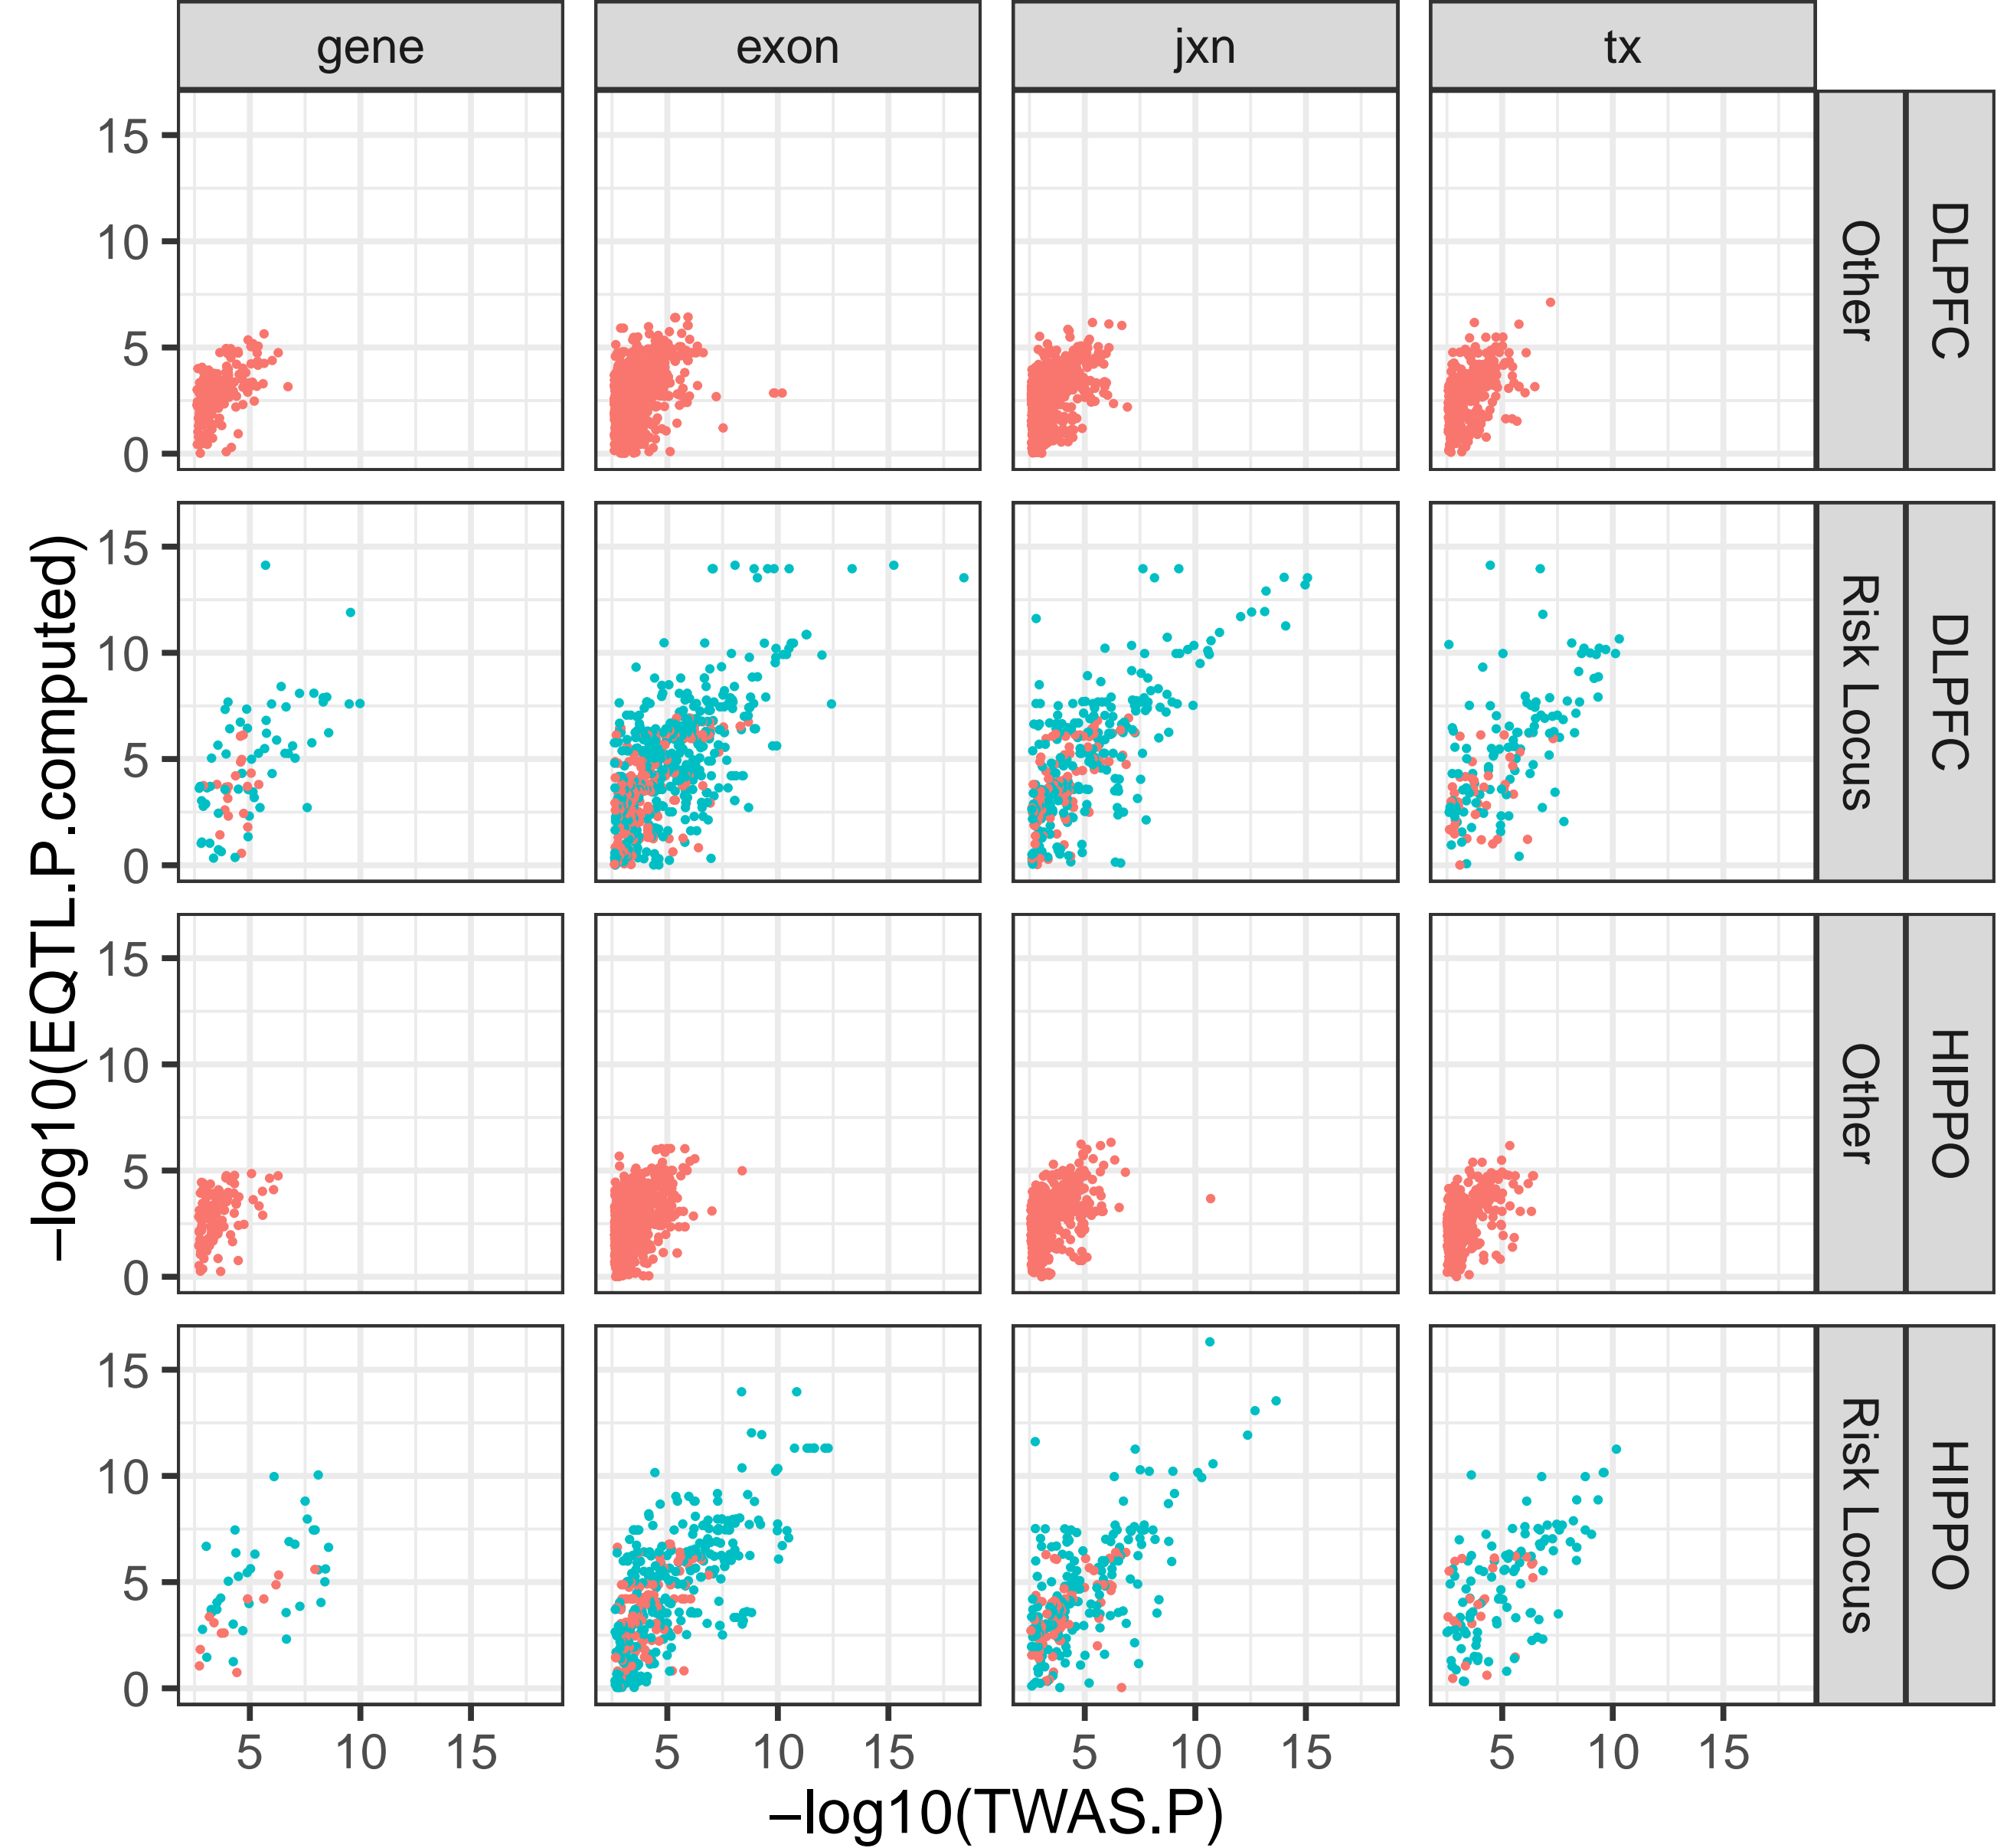 gene exon jxn tx
15
10
5
0
Other
DLPFC
15
10
5
0
Risk Locus
DLPFC
15
10
5
0
Other
HIPPO
15
10
5
0
Risk Locus
HIPPO
5 10 15 5 10 15 5 10 15 5 10 15
−log10(TWAS.P)
−log10(EQTL.P.computed)